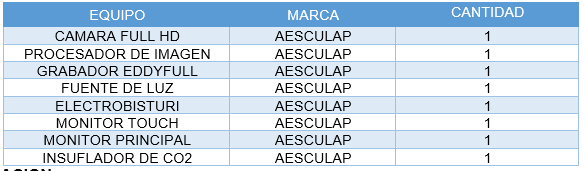 EQUIPO MARCA CANTIDAD
CAMARA FULL HD AESCULAP 1
PROCESADOR DE IMAGEN AESCULAP 1
GRABADOR EDDYFULL AESCULAP 1
FUENTE DE LUZ AESCULAP 1
ELECTROBISTURI AESCULAP 1
MONITOR TOUCH AESCULAP 1
MONITOR PRINCIPAL AESCULAP 1
INSUFLADOR DE CO2 AESCULAP 1